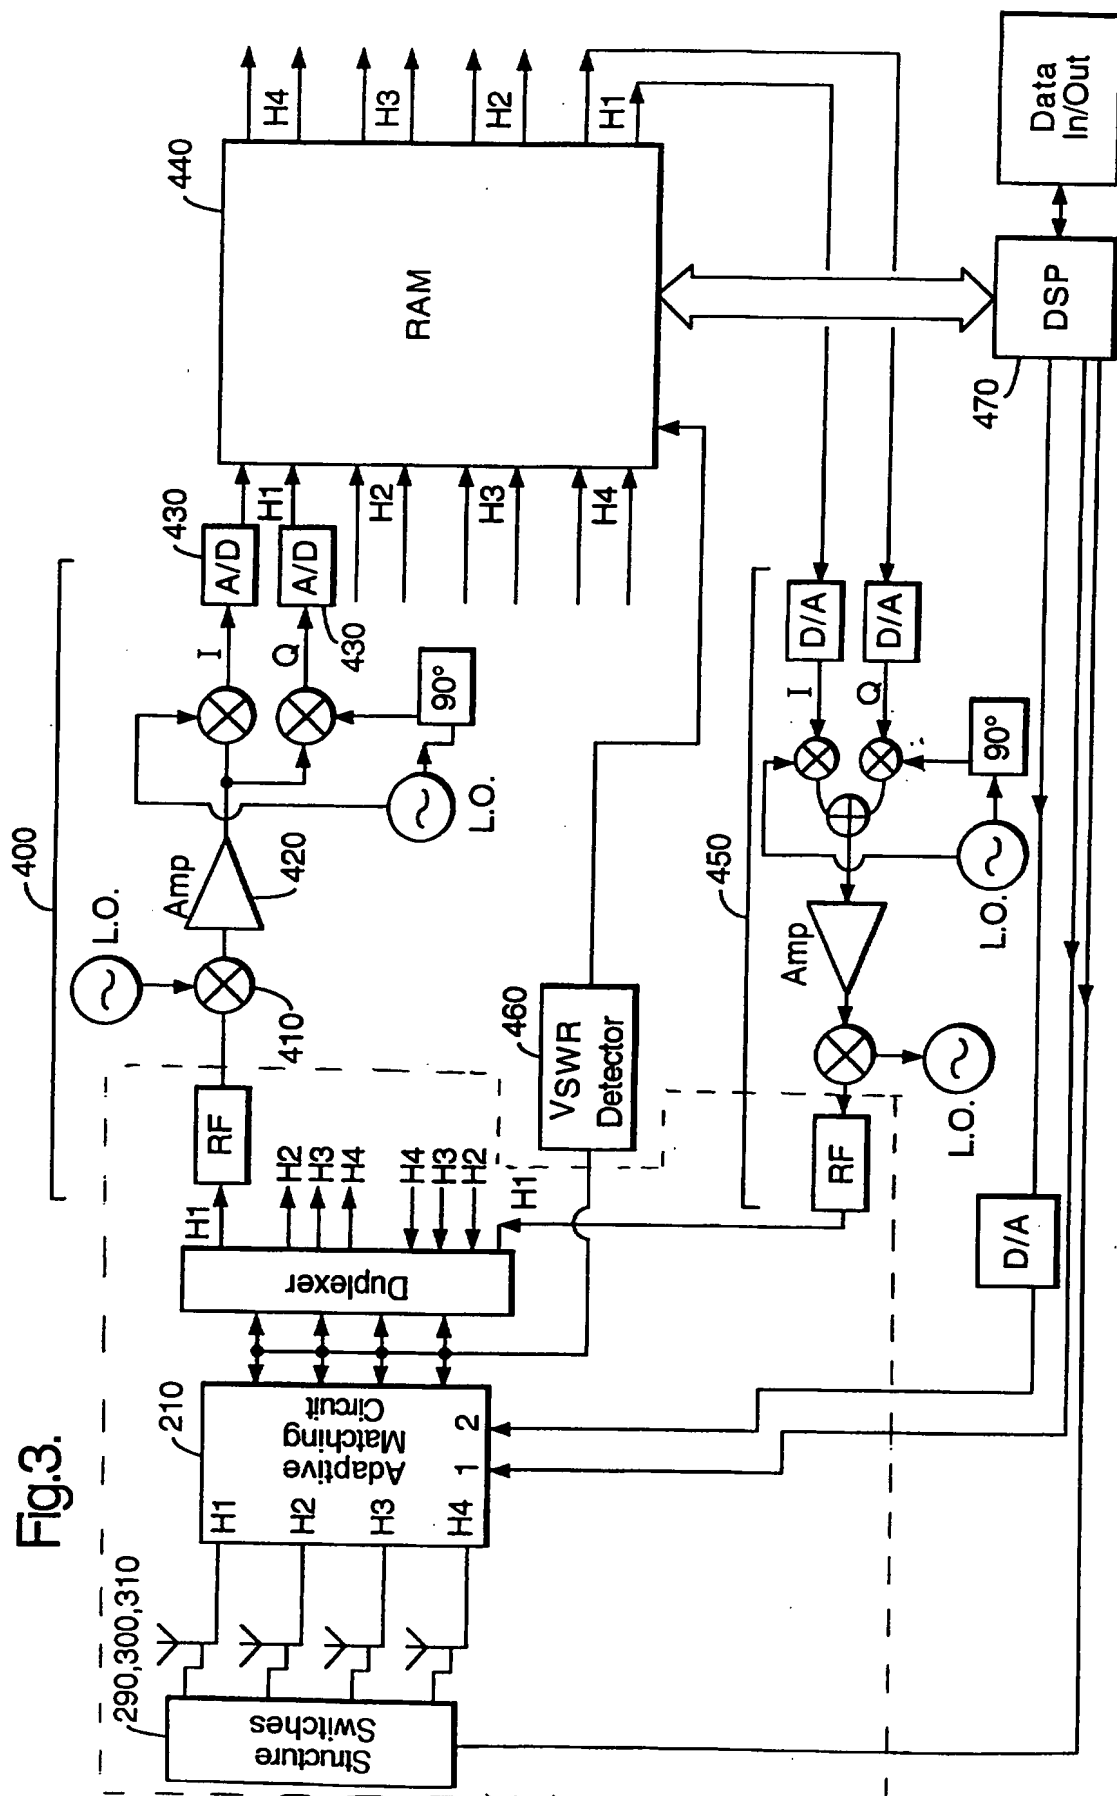 Fig.3.
400
L.O.
Amp
420
410
RF
H1
I
Q
430
A/D
A/D
430
90°
L.O.
H1
H2
H3
H4
440
RAM
H4
H3
H2
H1
290,300,310
Structure
Switches
210
Adaptive
Matching
Circuit
H1
H2
H3
H4
1
2
Duplexer
H2
H3
H4
H4
H3
H2
H1
460
VSWR
Detector
450
RF
Amp
L.O.
I
Q
D/A
D/A
90°
L.O.
D/A
470
DSP
Data
In/Out